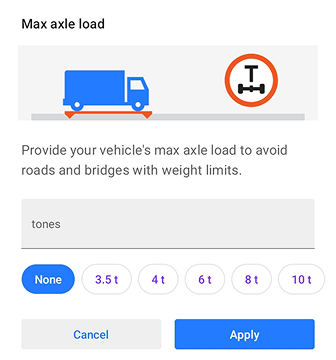 Max axle load
T
Provide your vehicle's max axle load to avoid
roads and bridges with weight limits.
tones
None 3.5 t 4 t 6 t 8 t 10 t
Cancel Apply